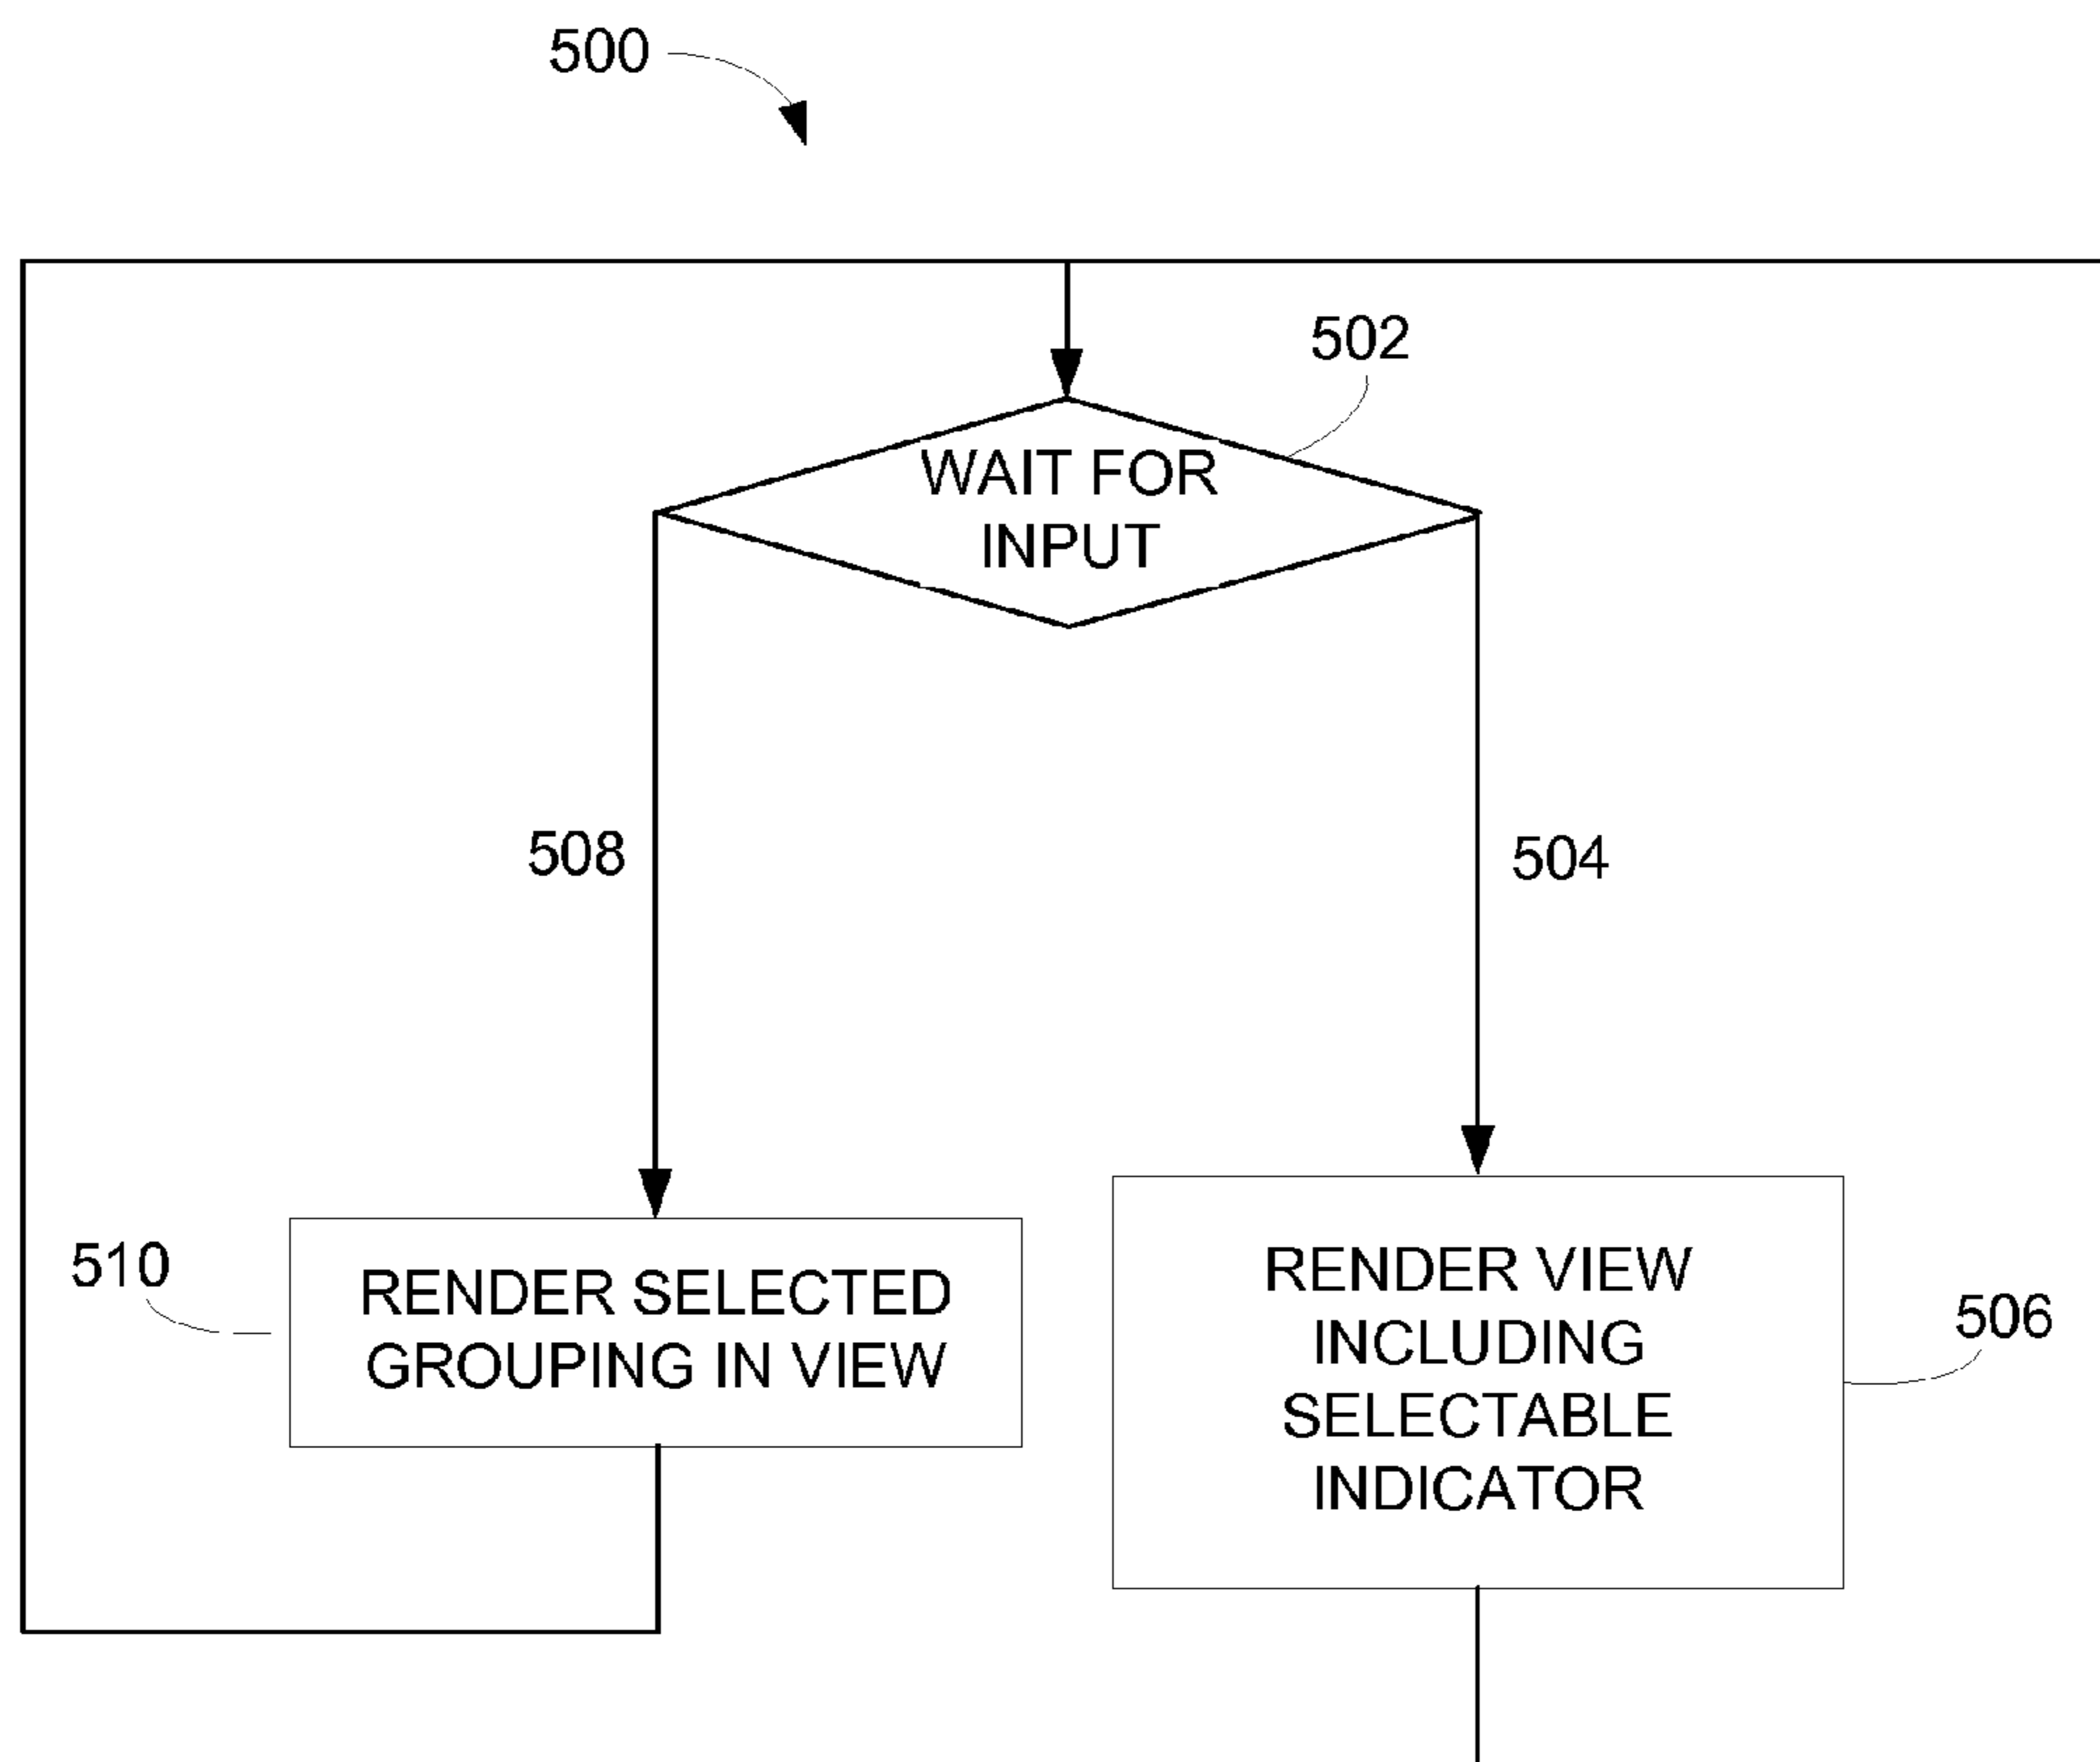 500
502
WAIT FOR
INPUT
508
504
510
RENDER SELECTED
GROUPING IN VIEW
RENDER VIEW
INCLUDING
SELECTABLE
INDICATOR
506